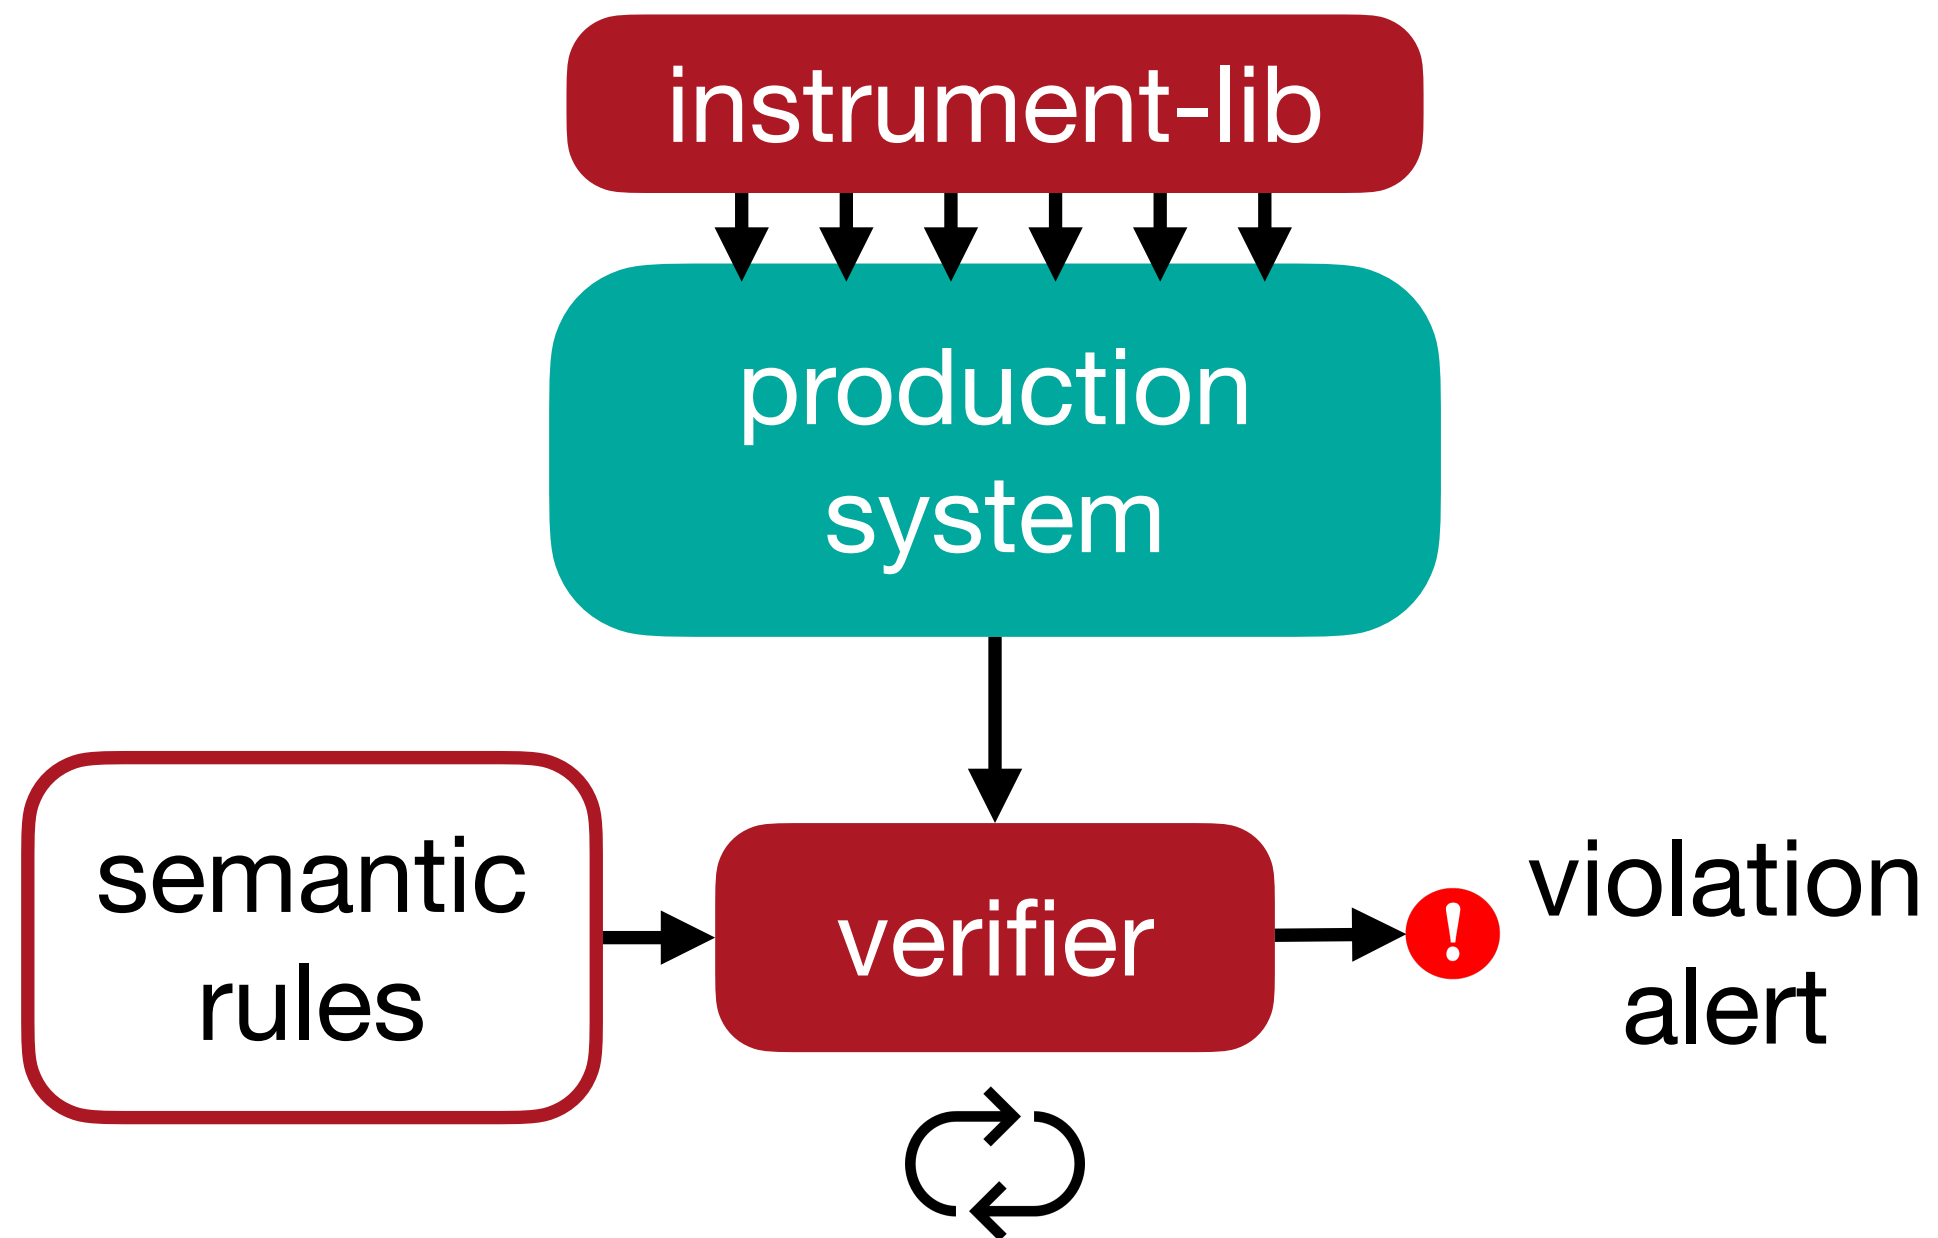 instrument-lib
production
system
semantic
rules
verifier
!
violation
alert